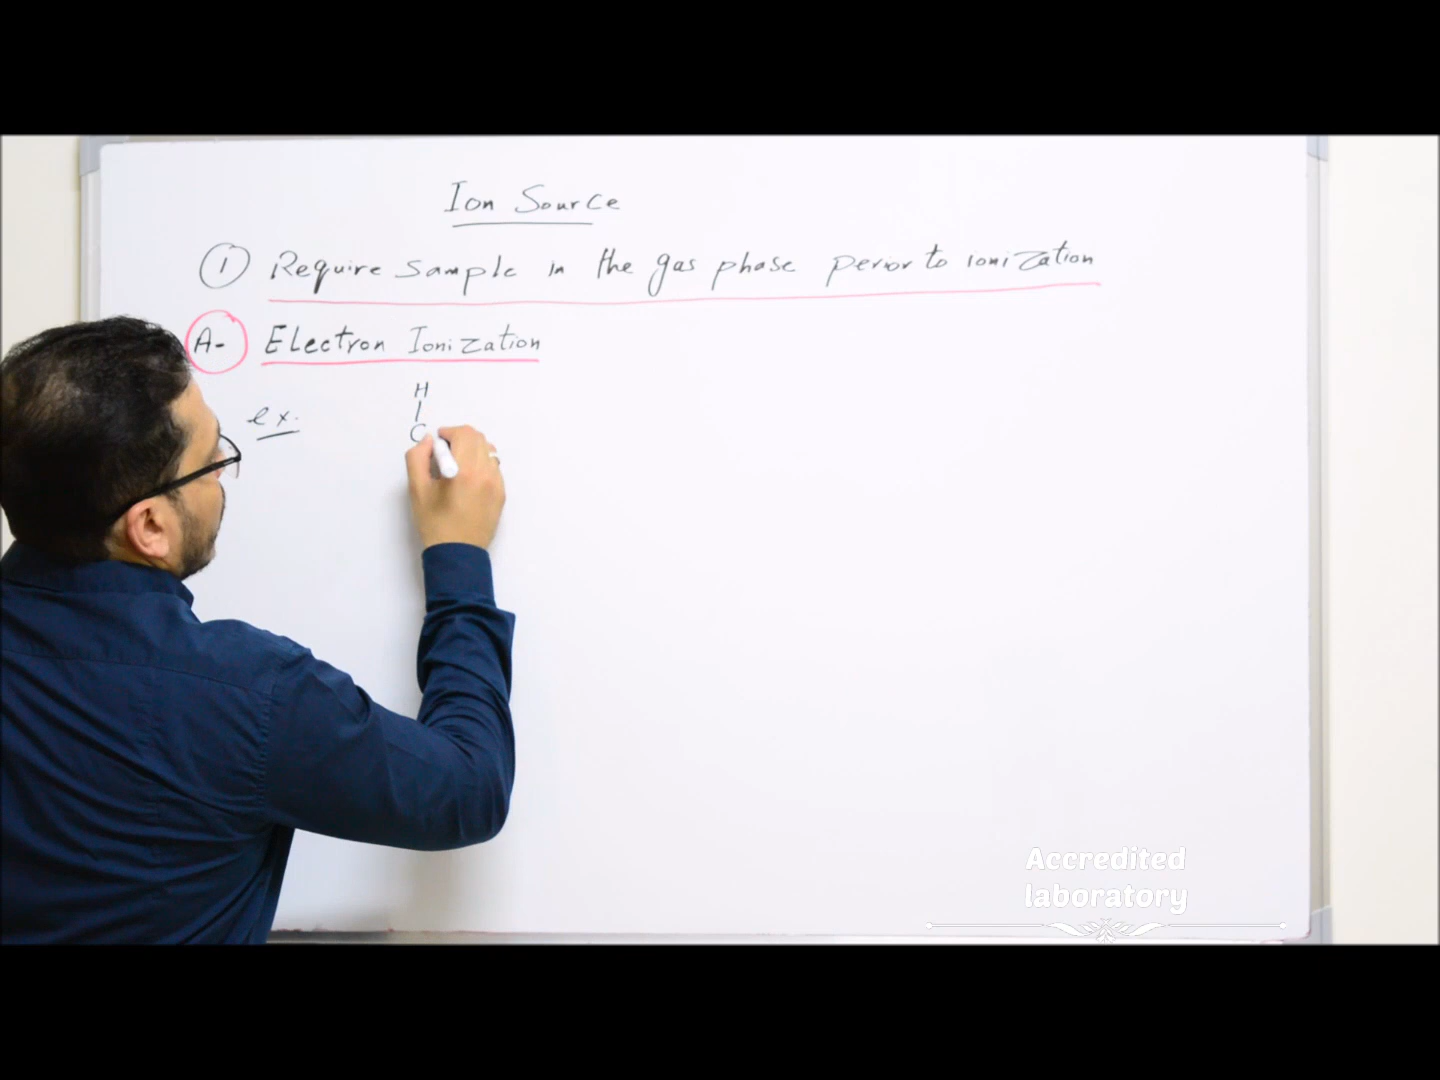 Ion Source
1 Require sample in the gas phase perior to ionization
A- Electron Ionization
ex.
H
C
Accredited
laboratory